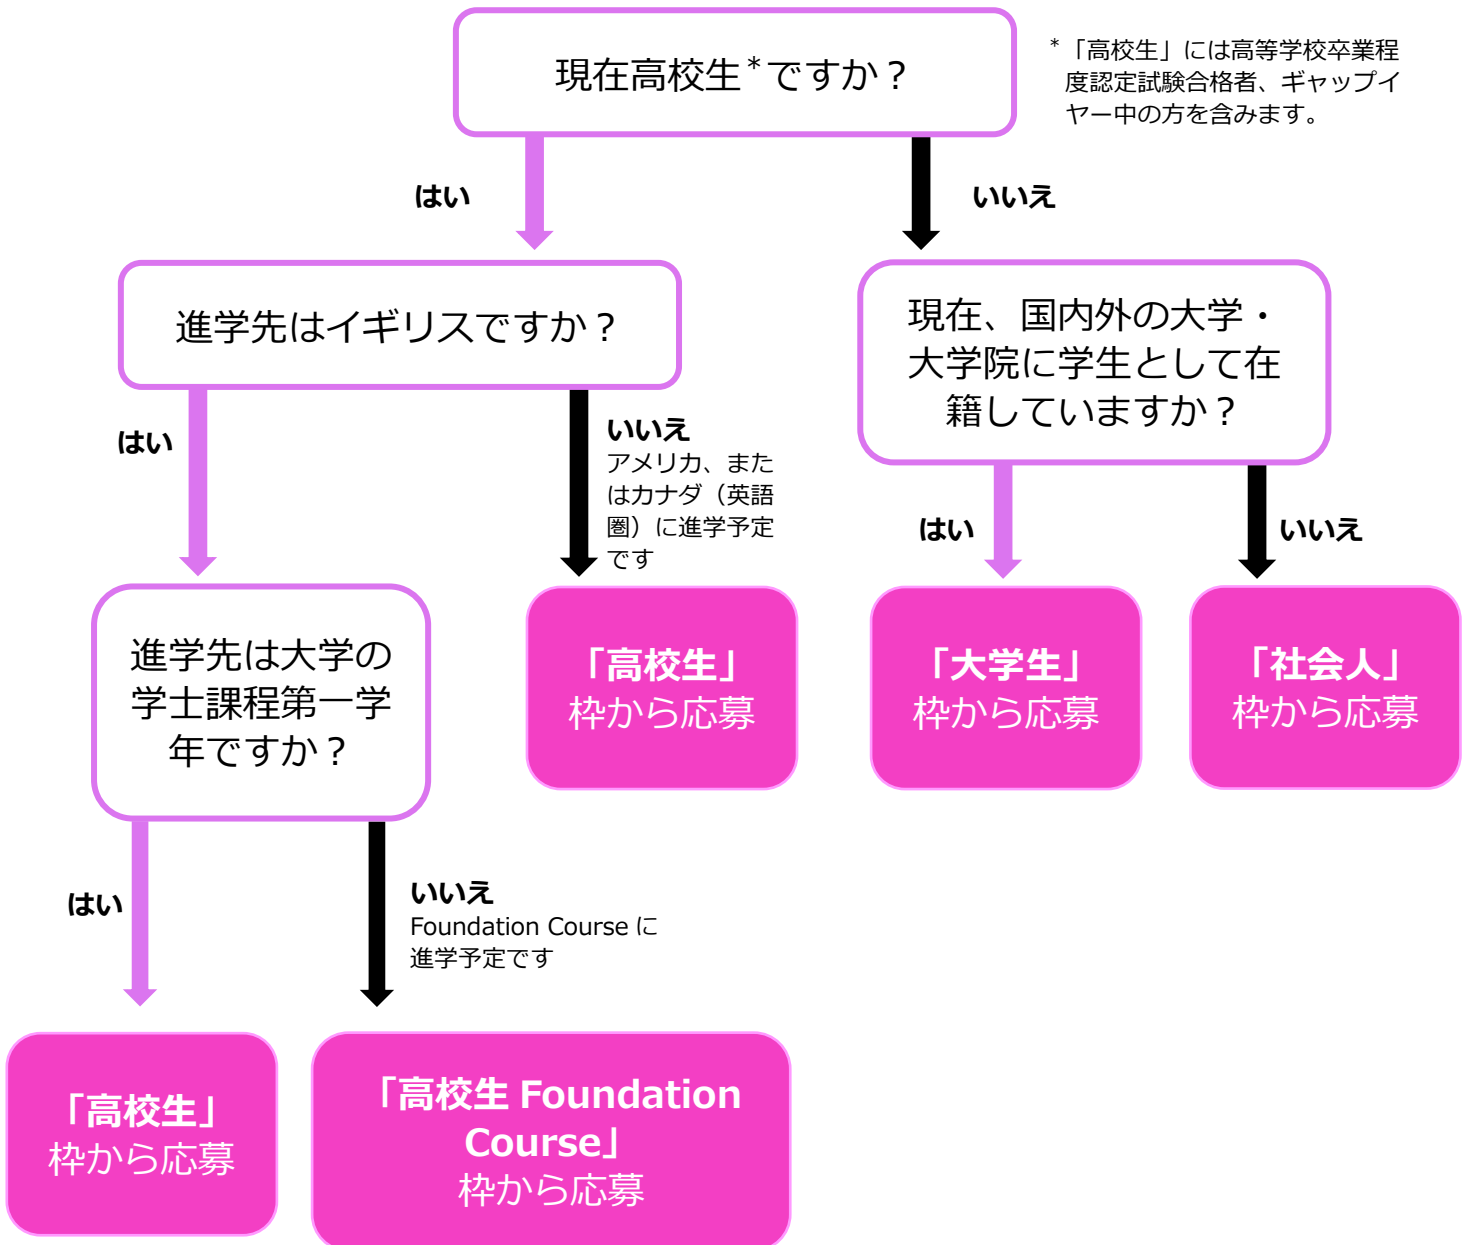 現在高校生*ですか？
*「高校生」には高等学校卒業程
度認定試験合格者、ギャップイ
ヤー中の方を含みます。
はい
いいえ
進学先はイギリスですか？
現在、国内外の大学・
大学院に学生として在
籍していますか？
はい
いいえ
アメリカ、また
はカナダ（英語
圏）に進学予定
です
はい
いいえ
進学先は大学の
学士課程第一学
年ですか？
「高校生」
枠から応募
「大学生」
枠から応募
「社会人」
枠から応募
はい
いいえ
Foundation Course に
進学予定です
「高校生」
枠から応募
「高校生 Foundation
Course」
枠から応募